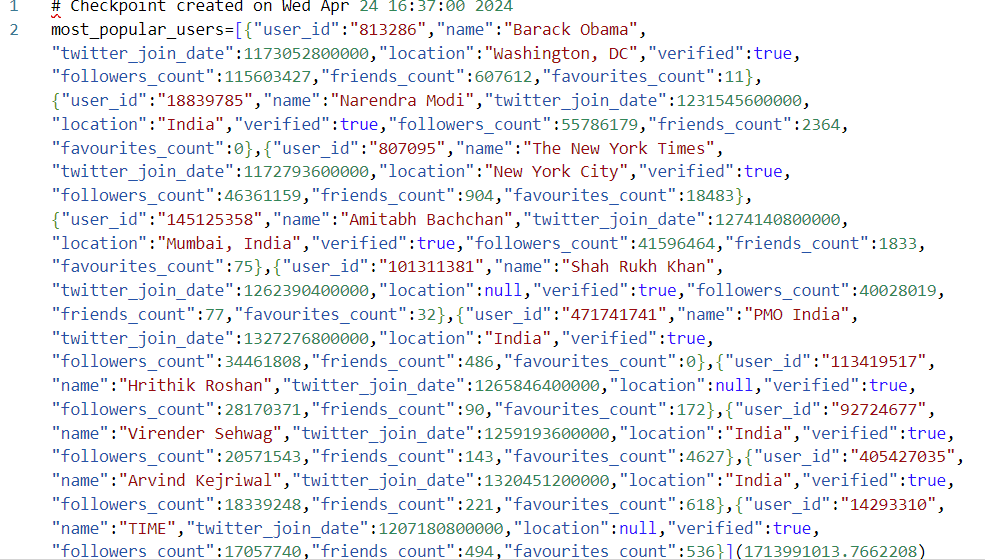 1 # Checkpoint created on Wed Apr 24 16:37:00 2024
2 most_popular_users=[{"user_id":"813286","name":"Barack Obama",
"twitter_join_date":1173052800000,"location":"Washington, DC","verified":true,
"followers_count":115603427,"friends_count":607612,"favourites_count":11},
{"user_id":"18839785","name":"Narendra Modi","twitter_join_date":1231545600000,
"location":"India","verified":true,"followers_count":55786179,"friends_count":2364,
"favourites_count":0},{"user_id":"807095","name":"The New York Times",
"twitter_join_date":1172793600000,"location":"New York City","verified":true,
"followers_count":46361159,"friends_count":904,"favourites_count":18483},
{"user_id":"145125358","name":"Amitabh Bachchan","twitter_join_date":1274140800000,
"location":"Mumbai, India","verified":true,"followers_count":41596464,"friends_count":1833,
"favourites_count":75},{"user_id":"101311381","name":"Shah Rukh Khan",
"twitter_join_date":1262390400000,"location":null,"verified":true,"followers_count":40028019,
"friends_count":77,"favourites_count":32},{"user_id":"471741741","name":"PMO India",
"twitter_join_date":1327276800000,"location":"India","verified":true,
"followers_count":34461808,"friends_count":486,"favourites_count":0},{"user_id":"113419517",
"name":"Hrithik Roshan","twitter_join_date":1265846400000,"location":null,"verified":true,
"followers_count":28170371,"friends_count":90,"favourites_count":172},{"user_id":"92724677",
"name":"Virender Sehwag","twitter_join_date":1259193600000,"location":"India","verified":true,
"followers_count":20571543,"friends_count":143,"favourites_count":4627},{"user_id":"405427035",
"name":"Arvind Kejriwal","twitter_join_date":1320451200000,"location":"India","verified":true,
"followers_count":18339248,"friends_count":221,"favourites_count":618},{"user_id":"14293310",
"name":"TIME","twitter_join_date":1207180800000,"location":null,"verified":true,
"followers_count":17057740,"friends_count":494,"favourites_count":536}](1713991013.7662208)